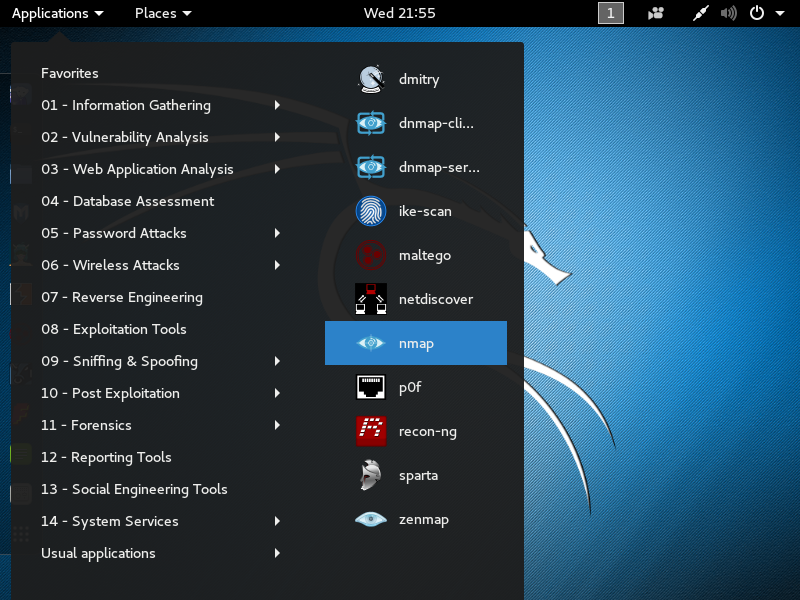 Applications Places Wed 21:55 1
Favorites
01 - Information Gathering
02 - Vulnerability Analysis
03 - Web Application Analysis
04 - Database Assessment
05 - Password Attacks
06 - Wireless Attacks
07 - Reverse Engineering
08 - Exploitation Tools
09 - Sniffing & Spoofing
10 - Post Exploitation
11 - Forensics
12 - Reporting Tools
13 - Social Engineering Tools
14 - System Services
Usual applications
dmitry
dnmap-cli...
dnmap-ser...
ike-scan
maltego
netdiscover
nmap
p0f
recon-ng
sparta
zenmap